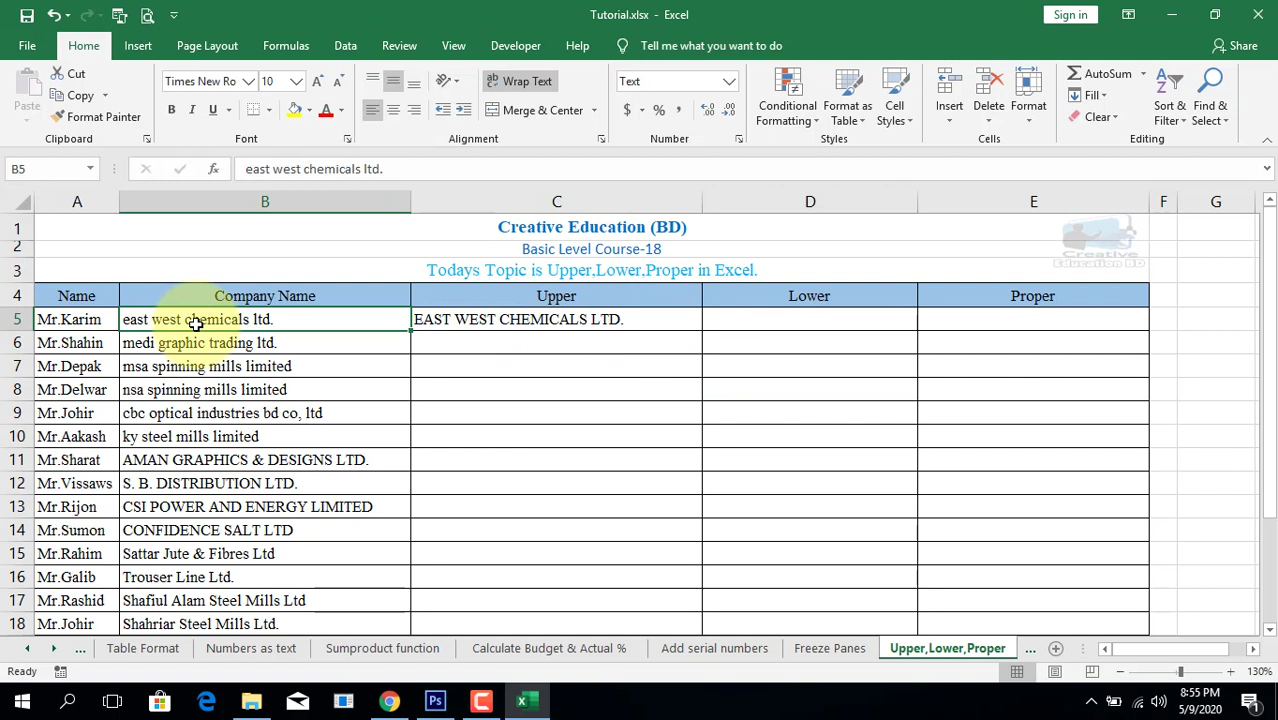 Tutorial.xlsx - Excel
Sign in
File Home Insert Page Layout Formulas Data Review View Developer Help Tell me what you want to do Share
Paste
Cut
Copy
Format Painter
Clipboard
Times New Ro 10
B I U
Font
Wrap Text
Merge & Center
Alignment
Text
$ % ,
Number
Conditional Formatting
Format as Table
Cell Styles
Styles
Insert Delete Format
Cells
AutoSum
Fill
Clear
Sort & Filter
Find & Select
Editing
B5 fx east west chemicals ltd.
A B C D E F G
1 Creative Education (BD)
2 Basic Level Course-18
3 Todays Topic is Upper,Lower,Proper in Excel.
Creative
Education BD
4 Name Company Name Upper Lower Proper
5 Mr.Karim east west chemicals ltd. EAST WEST CHEMICALS LTD.
6 Mr.Shahin medi graphic trading ltd.
7 Mr.Depak msa spinning mills limited
8 Mr.Delwar nsa spinning mills limited
9 Mr.Johir cbc optical industries bd co, ltd
10 Mr.Aakash ky steel mills limited
11 Mr.Sharat AMAN GRAPHICS & DESIGNS LTD.
12 Mr.Vissaws S. B. DISTRIBUTION LTD.
13 Mr.Rijon CSI POWER AND ENERGY LIMITED
14 Mr.Sumon CONFIDENCE SALT LTD
15 Mr.Rahim Sattar Jute & Fibres Ltd
16 Mr.Galib Trouser Line Ltd.
17 Mr.Rashid Shafiul Alam Steel Mills Ltd
18 Mr.Johir Shahriar Steel Mills Ltd.
... Table Format Numbers as text Sumproduct function Calculate Budget & Actual % Add serial numbers Freeze Panes Upper,Lower,Proper ...
Ready 130%
8:55 PM
5/9/2020